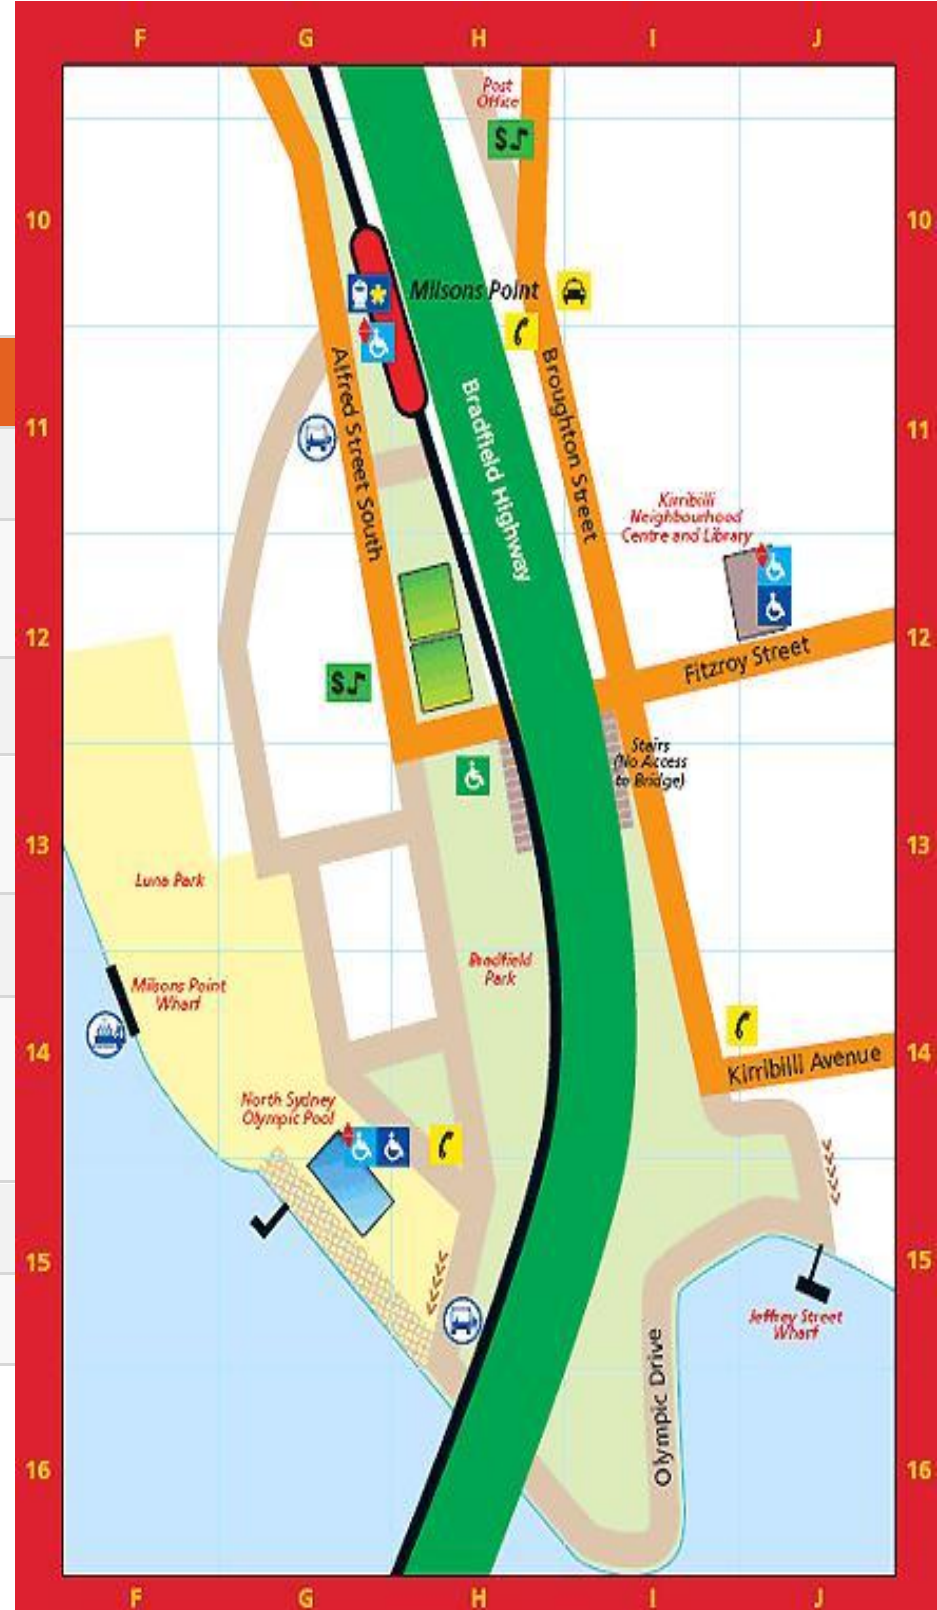 F G H I J
Post
Office
$
10 10
Milsons Point
Alfred Street South
Bradfield Highway
Broughton Street
11 11
Kirribilli
Neighbourhood
Centre and Library
12 12
Fitzroy Street
$
Stairs
(No Access
to Bridge)
13 13
Luna Park
Bradfield
Park
Milsons Point
Wharf
14 14
Kirribilli Avenue
North Sydney
Olympic Pool
15 15
Jeffrey Street
Wharf
Olympic Drive
16 16
F G H I J